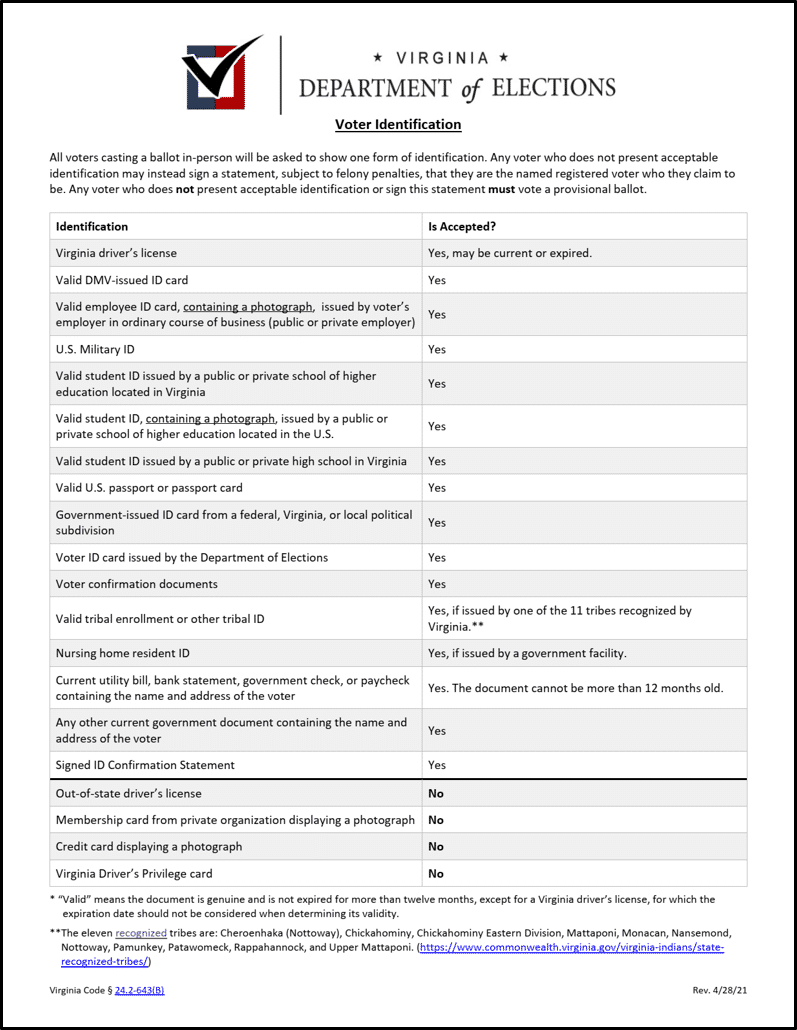 ★ VIRGINIA ★
DEPARTMENT of ELECTIONS
Voter Identification
All voters casting a ballot in-person will be asked to show one form of identification. Any voter who does not present acceptable
identification may instead sign a statement, subject to felony penalties, that they are the named registered voter who they claim to
be. Any voter who does not present acceptable identification or sign this statement must vote a provisional ballot.
Identification
Is Accepted?
Virginia driver's license
Yes, may be current or expired.
Valid DMV-issued ID card
Yes
Valid employee ID card, containing a photograph, issued by voter's
employer in ordinary course of business (public or private employer)
Yes
U.S. Military ID
Yes
Valid student ID issued by a public or private school of higher
education located in Virginia
Yes
Valid student ID, containing a photograph, issued by a public or
private school of higher education located in the U.S.
Yes
Valid student ID issued by a public or private high school in Virginia
Yes
Valid U.S. passport or passport card
Yes
Government-issued ID card from a federal, Virginia, or local political
subdivision
Yes
Voter ID card issued by the Department of Elections
Yes
Voter confirmation documents
Yes
Valid tribal enrollment or other tribal ID
Yes, if issued by one of the 11 tribes recognized by
Virginia.**
Nursing home resident ID
Yes, if issued by a government facility.
Current utility bill, bank statement, government check, or paycheck
containing the name and address of the voter
Yes. The document cannot be more than 12 months old.
Any other current government document containing the name and
address of the voter
Yes
Signed ID Confirmation Statement
Yes
Out-of-state driver's license
No
Membership card from private organization displaying a photograph
No
Credit card displaying a photograph
No
Virginia Driver's Privilege card
No
* "Valid" means the document is genuine and is not expired for more than twelve months, except for a Virginia driver's license, for which the
expiration date should not be considered when determining its validity.
**The eleven recognized tribes are: Cheroenhaka (Nottoway), Chickahominy, Chickahominy Eastern Division, Mattaponi, Monacan, Nansemond,
Nottoway, Pamunkey, Patawomeck, Rappahannock, and Upper Mattaponi. (https://www.commonwealth.virginia.gov/virginia-indians/state-
recognized-tribes/)
Virginia Code § 24.2-643(B)
Rev. 4/28/21